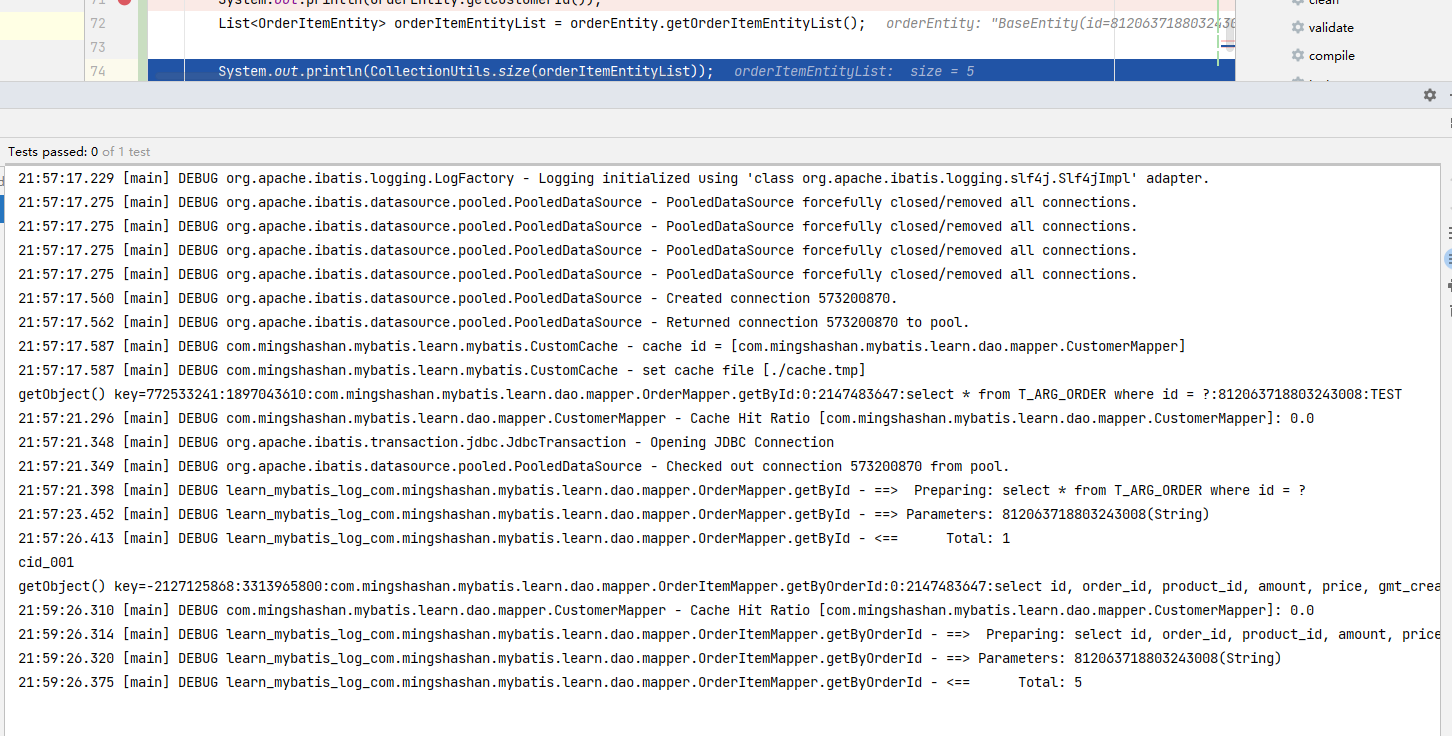 71 System.out.println(orderEntity.getCustomerId());
clean
72 List<OrderItemEntity> orderItemEntityList = orderEntity.getOrderItemEntityList(); orderEntity: "BaseEntity(id=812063718803243
validate
73
compile
74 System.out.println(CollectionUtils.size(orderItemEntityList)); orderItemEntityList: size = 5
Tests passed: 0 of 1 test
21:57:17.229 [main] DEBUG org.apache.ibatis.logging.LogFactory - Logging initialized using 'class org.apache.ibatis.logging.slf4j.Slf4jImpl' adapter.
21:57:17.275 [main] DEBUG org.apache.ibatis.datasource.pooled.PooledDataSource - PooledDataSource forcefully closed/removed all connections.
21:57:17.275 [main] DEBUG org.apache.ibatis.datasource.pooled.PooledDataSource - PooledDataSource forcefully closed/removed all connections.
21:57:17.275 [main] DEBUG org.apache.ibatis.datasource.pooled.PooledDataSource - PooledDataSource forcefully closed/removed all connections.
21:57:17.275 [main] DEBUG org.apache.ibatis.datasource.pooled.PooledDataSource - PooledDataSource forcefully closed/removed all connections.
21:57:17.560 [main] DEBUG org.apache.ibatis.datasource.pooled.PooledDataSource - Created connection 573200870.
21:57:17.562 [main] DEBUG org.apache.ibatis.datasource.pooled.PooledDataSource - Returned connection 573200870 to pool.
21:57:17.587 [main] DEBUG com.mingshashan.mybatis.learn.mybatis.CustomCache - cache id = [com.mingshashan.mybatis.learn.dao.mapper.CustomerMapper]
21:57:17.587 [main] DEBUG com.mingshashan.mybatis.learn.mybatis.CustomCache - set cache file [./cache.tmp]
getObject() key=772533241:1897043610:com.mingshashan.mybatis.learn.dao.mapper.OrderMapper.getById:0:2147483647:select * from T_ARG_ORDER where id = ?:812063718803243008:TEST
21:57:21.296 [main] DEBUG com.mingshashan.mybatis.learn.dao.mapper.CustomerMapper - Cache Hit Ratio [com.mingshashan.mybatis.learn.dao.mapper.CustomerMapper]: 0.0
21:57:21.348 [main] DEBUG org.apache.ibatis.transaction.jdbc.JdbcTransaction - Opening JDBC Connection
21:57:21.349 [main] DEBUG org.apache.ibatis.datasource.pooled.PooledDataSource - Checked out connection 573200870 from pool.
21:57:21.398 [main] DEBUG learn_mybatis_log_com.mingshashan.mybatis.learn.dao.mapper.OrderMapper.getById - ==>  Preparing: select * from T_ARG_ORDER where id = ?
21:57:23.452 [main] DEBUG learn_mybatis_log_com.mingshashan.mybatis.learn.dao.mapper.OrderMapper.getById - ==> Parameters: 812063718803243008(String)
21:57:26.413 [main] DEBUG learn_mybatis_log_com.mingshashan.mybatis.learn.dao.mapper.OrderMapper.getById - <==      Total: 1
cid_001
getObject() key=-2127125868:3313965800:com.mingshashan.mybatis.learn.dao.mapper.OrderItemMapper.getByOrderId:0:2147483647:select id, order_id, product_id, amount, price, gmt_crea
21:59:26.310 [main] DEBUG com.mingshashan.mybatis.learn.dao.mapper.CustomerMapper - Cache Hit Ratio [com.mingshashan.mybatis.learn.dao.mapper.CustomerMapper]: 0.0
21:59:26.314 [main] DEBUG learn_mybatis_log_com.mingshashan.mybatis.learn.dao.mapper.OrderItemMapper.getByOrderId - ==>  Preparing: select id, order_id, product_id, amount, price
21:59:26.320 [main] DEBUG learn_mybatis_log_com.mingshashan.mybatis.learn.dao.mapper.OrderItemMapper.getByOrderId - ==> Parameters: 812063718803243008(String)
21:59:26.375 [main] DEBUG learn_mybatis_log_com.mingshashan.mybatis.learn.dao.mapper.OrderItemMapper.getByOrderId - <==      Total: 5